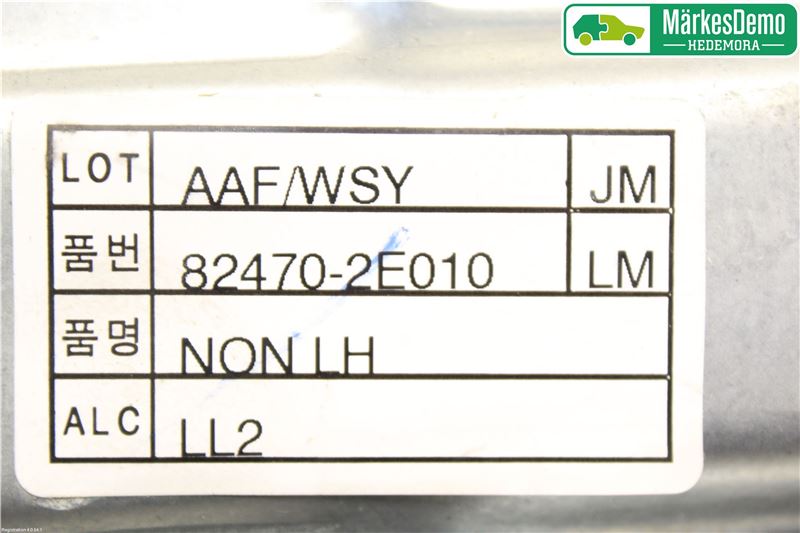 MärkesDemo
HEDEMORA
LOT AAF/WSY JM
품번 82470-2E010 LM
품명 NON LH
ALC LL2